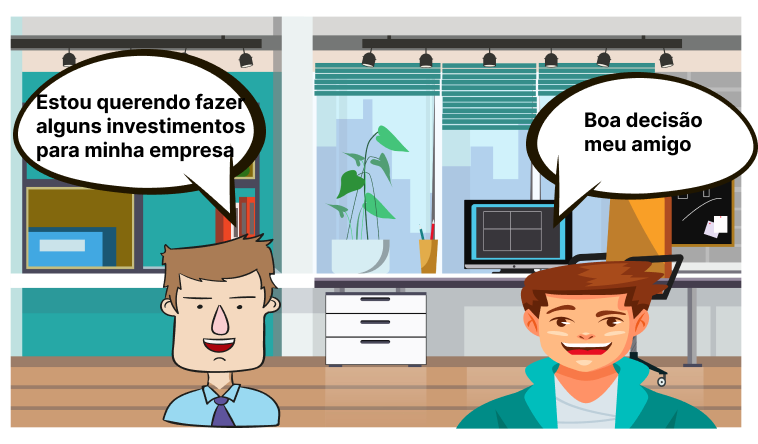 Estou querendo fazer
alguns investimentos
para minha empresa
Boa decisão
meu amigo